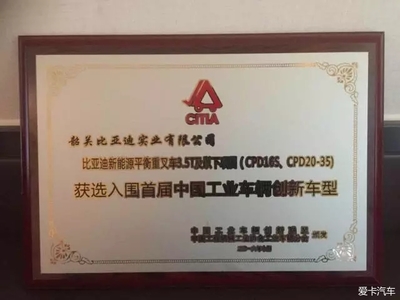 CITIA
韶关比亚迪实业有限公司
比亚迪新能源平衡重叉车3.5T及以下车型(CPD16S、CPD20-35)
获选入围首届中国工业车辆创新车型
爱卡汽车